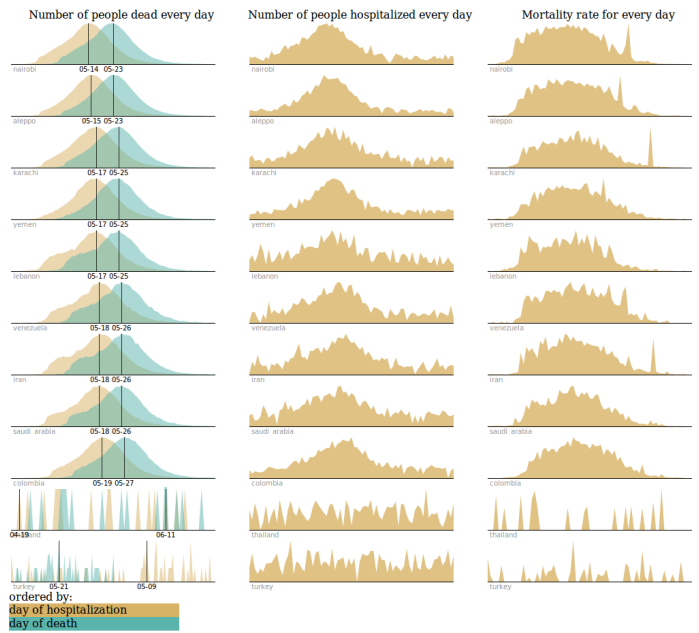 Number of people dead every day
Number of people hospitalized every day
Mortality rate for every day
nairobi 05-14 05-23
nairobi
nairobi
aleppo 05-15 05-23
aleppo
aleppo
karachi 05-17 05-25
karachi
karachi
yemen 05-17 05-25
yemen
yemen
lebanon 05-17 05-25
lebanon
lebanon
venezuela 05-18 05-26
venezuela
venezuela
iran 05-18 05-26
iran
iran
saudi arabia 05-18 05-26
saudi arabia
saudi arabia
colombia 05-19 05-27
colombia
colombia
04-19 06-11
thailand
thailand
turkey 05-21 05-09
turkey
turkey
ordered by:
day of hospitalization
day of death